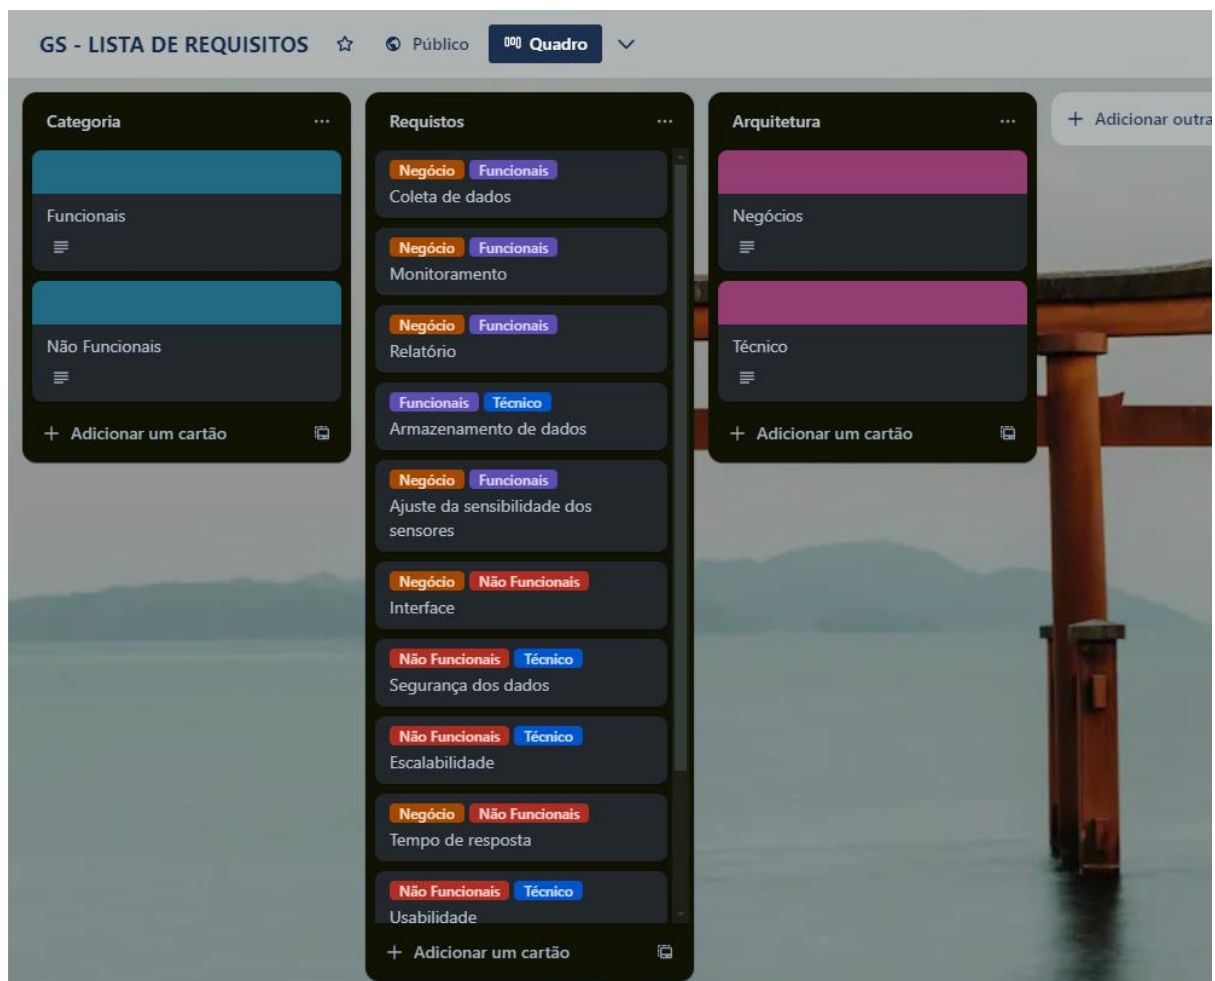 GS - LISTA DE REQUISITOS Público Quadro
Categoria
Funcionais
Não Funcionais
+ Adicionar um cartão
Requistos
Negócio Funcionais
Coleta de dados
Negócio Funcionais
Monitoramento
Negócio Funcionais
Relatório
Funcionais Técnico
Armazenamento de dados
Negócio Funcionais
Ajuste da sensibilidade dos
sensores
Negócio Não Funcionais
Interface
Não Funcionais Técnico
Segurança dos dados
Não Funcionais Técnico
Escalabilidade
Negócio Não Funcionais
Tempo de resposta
Não Funcionais Técnico
Usabilidade
+ Adicionar um cartão
Arquitetura
Negócios
Técnico
+ Adicionar um cartão
+ Adicionar outra